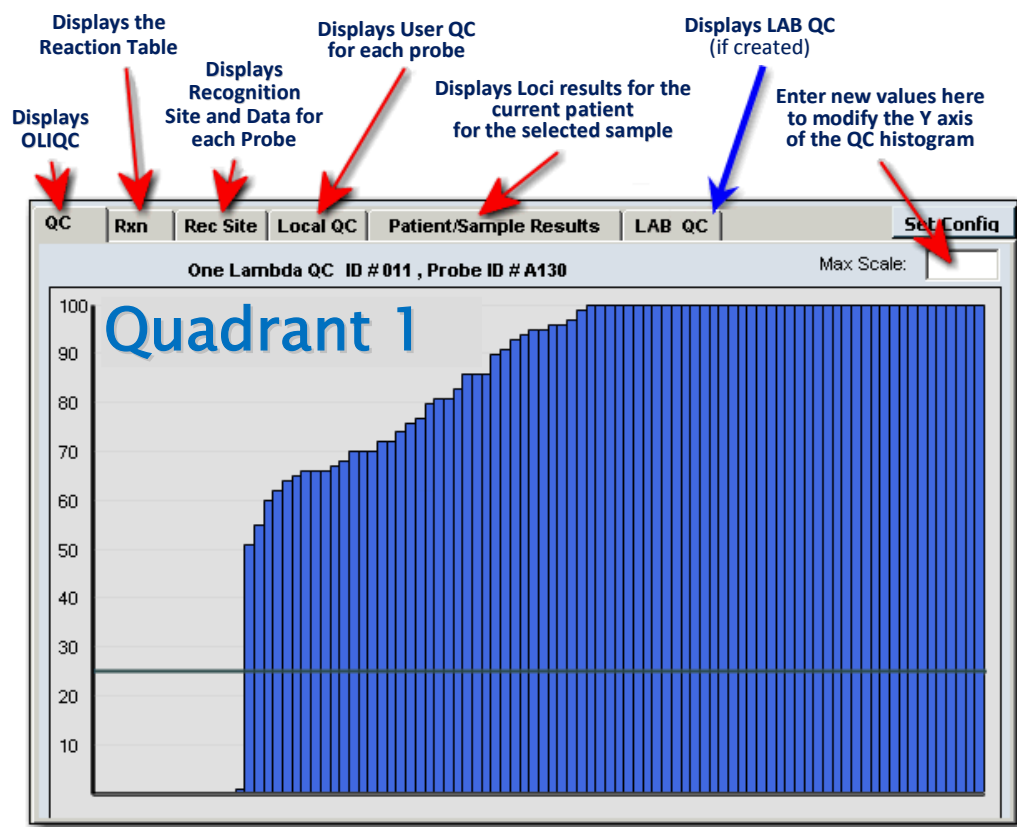 Displays the
Reaction Table
Displays User QC
for each probe
Displays LAB QC
(if created)
Displays
Recognition
Site and Data for
each Probe
Displays Loci results for the
current patient
for the selected sample
Enter new values here
to modify the Y axis
of the QC histogram
Displays
OLIQC
QC
Rxn
Rec Site
Local QC
Patient/Sample Results
LAB QC
Set Config
One Lambda QC ID # 011 , Probe ID # A130
Max Scale:
Quadrant 1
100
90
80
70
60
50
40
30
20
10